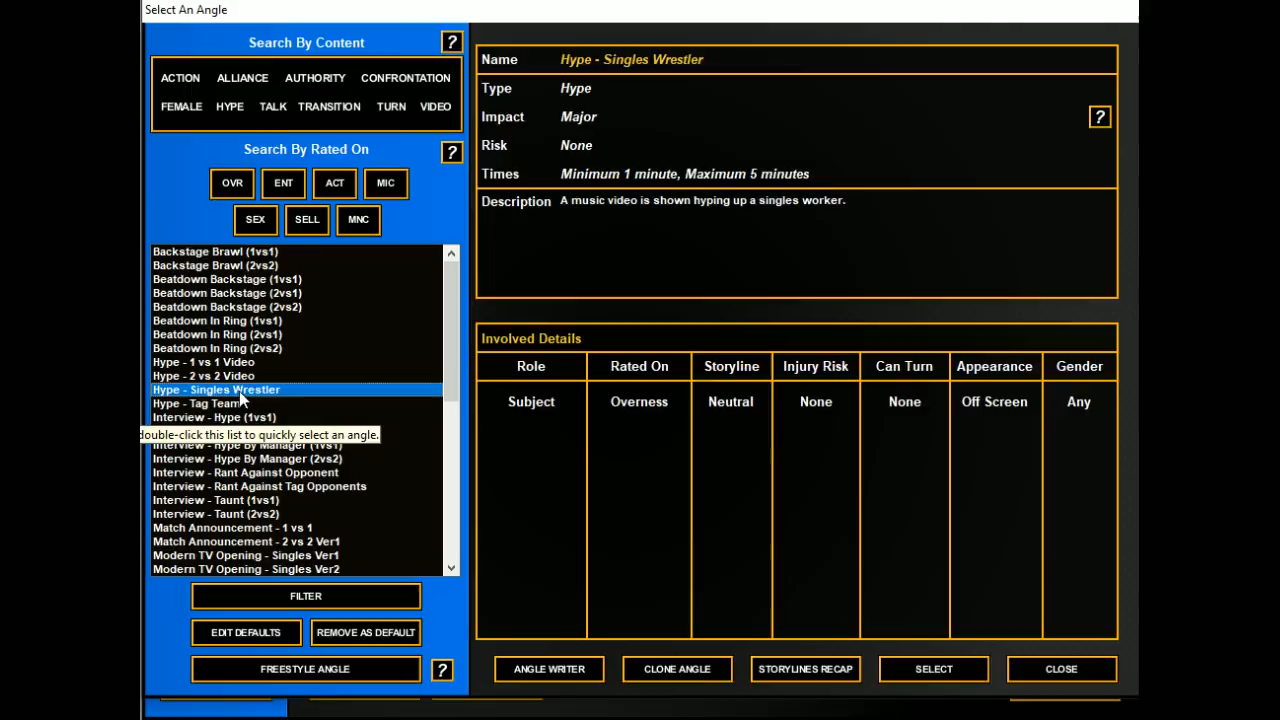 Select An Angle
Search By Content
?
ACTION ALLIANCE AUTHORITY CONFRONTATION
FEMALE HYPE TALK TRANSITION TURN VIDEO
Search By Rated On
?
OVR ENT ACT MIC
SEX SELL MNC
Backstage Brawl (1vs1)
Backstage Brawl (2vs2)
Beatdown Backstage (1vs1)
Beatdown Backstage (2vs1)
Beatdown Backstage (2vs2)
Beatdown In Ring (1vs1)
Beatdown In Ring (2vs1)
Beatdown In Ring (2vs2)
Hype - 1 vs 1 Video
Hype - 2 vs 2 Video
Hype - Singles Wrestler
Hype - Tag Team
Interview - Hype (1vs1)
double-click this list to quickly select an angle.
Interview - Hype By Manager (1vs1)
Interview - Hype By Manager (2vs2)
Interview - Rant Against Opponent
Interview - Rant Against Tag Opponents
Interview - Taunt (1vs1)
Interview - Taunt (2vs2)
Match Announcement - 1 vs 1
Match Announcement - 2 vs 2 Ver1
Modern TV Opening - Singles Ver1
Modern TV Opening - Singles Ver2
FILTER
EDIT DEFAULTS REMOVE AS DEFAULT
FREESTYLE ANGLE ?
Name Hype - Singles Wrestler
Type Hype
Impact Major ?
Risk None
Times Minimum 1 minute, Maximum 5 minutes
Description A music video is shown hyping up a singles worker.
Involved Details
Role Rated On Storyline Injury Risk Can Turn Appearance Gender
Subject Overness Neutral None None Off Screen Any
ANGLE WRITER CLONE ANGLE STORYLINES RECAP SELECT CLOSE